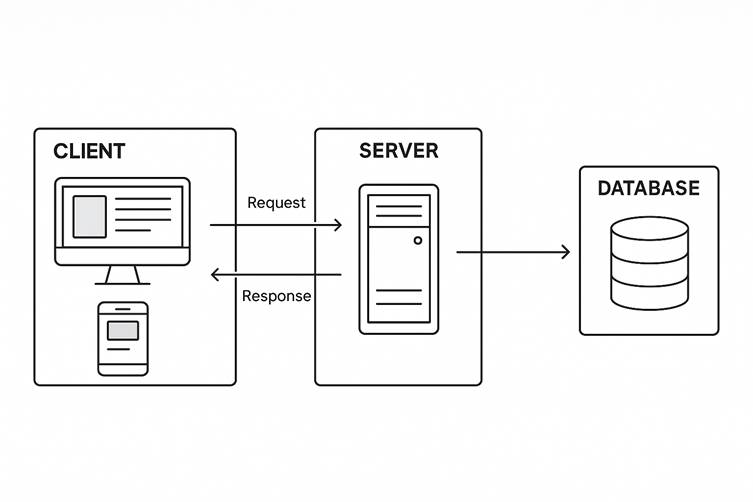 CLIENT
SERVER
DATABASE
Request
Response